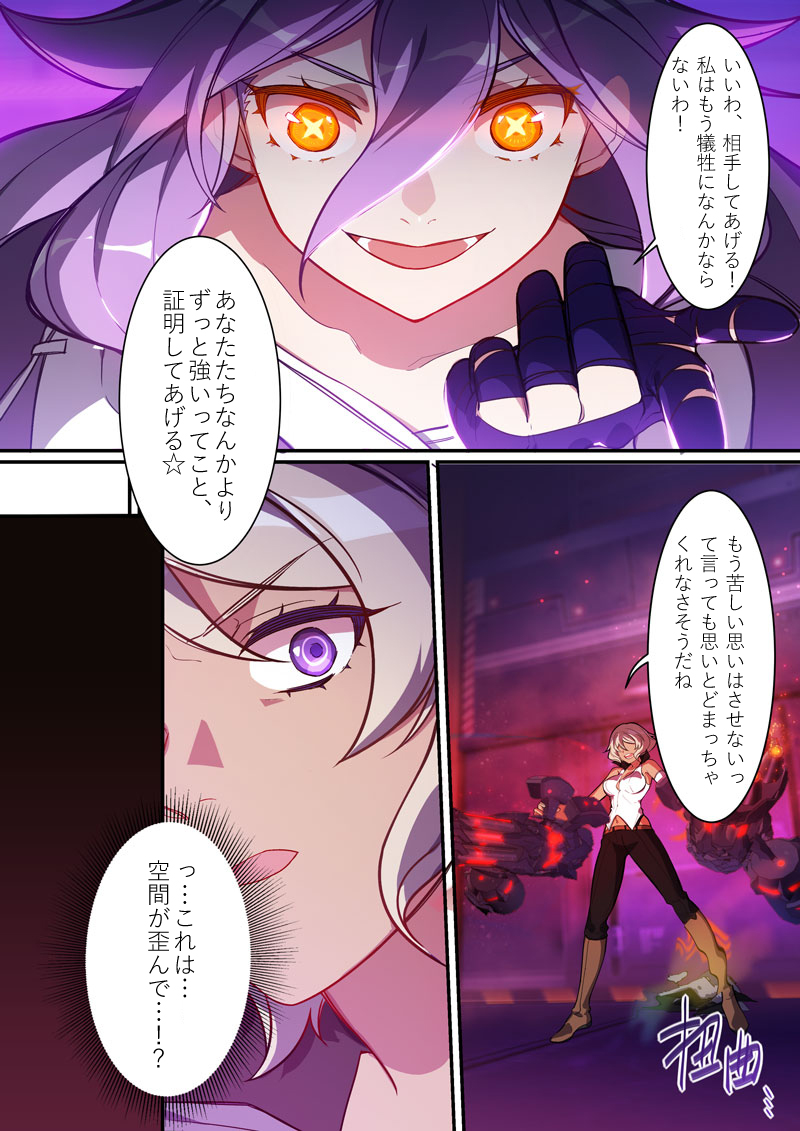 いいわ、相手してあげる！
私はもう犠牲になんかなら
ないわ！
あなたたちなんかより
ずっと強いってこと、
証明してあげる☆
もう苦しい思いはさせないっ
て言っても思いとどまっちゃ
くれなさそうだね
扭曲…
っ…これは…
空間が歪んで…！？